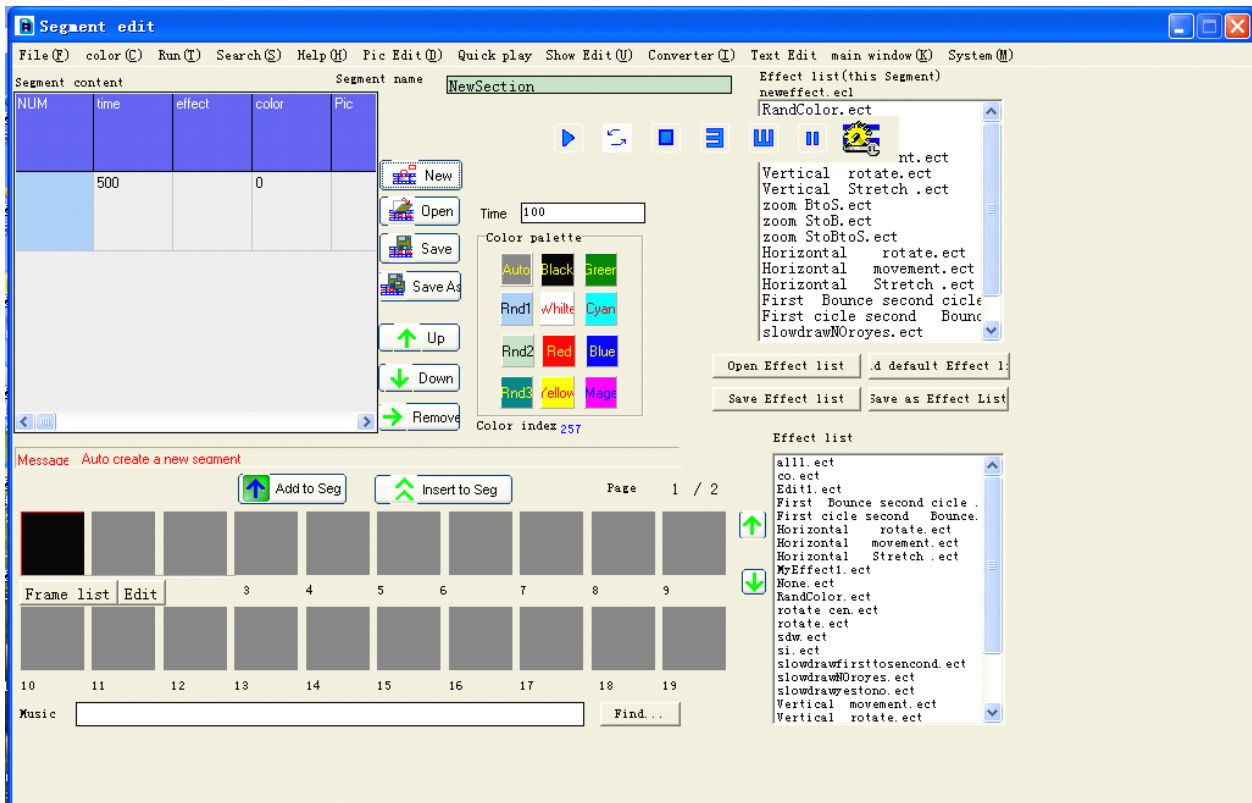 Segment edit
File(F) color(C) Run(T) Search(S) Help(H) Pic Edit(D) Quick play Show Edit(U) Converter(I) Text Edit main window(K) System(M)
Segment content
Segment name
NewSection
Effect list(this Segment)
neweffect.ecl
NUM time effect color Pic
500 0
New
Open
Save
Save As
Up
Down
Remove
Time 100
Color palette
Auto Black Green
Rnd1 Whilte Cyan
Rnd2 Red Blue
Rnd3 Yellow Mage
Color index 257
RandColor.ect
nt.ect
Vertical rotate.ect
Vertical Stretch .ect
zoom BtoS.ect
zoom StoB.ect
zoom StoBtoS.ect
Horizontal rotate.ect
Horizontal movement.ect
Horizontal Stretch .ect
First Bounce second cicle
First cicle second Bounc
slowdrawNOroyes.ect
Open Effect list .d default Effect l:
Save Effect list Save as Effect List
Message Auto create a new segment
Add to Seg Insert to Seg Page 1 / 2
Frame list Edit 3 4 5 6 7 8 9
10 11 12 13 14 15 16 17 18 19
Music Find...
Effect list
alll.ect
co.ect
Edit1.ect
First Bounce second cicle .
First cicle second Bounce.
Horizontal rotate.ect
Horizontal movement.ect
Horizontal Stretch .ect
MyEffect1.ect
None.ect
RandColor.ect
rotate cen.ect
rotate.ect
sdw.ect
si.ect
slowdrawfirsttosencond.ect
slowdrawNOroyes.ect
slowdrawyestono.ect
Vertical movement.ect
Vertical rotate.ect